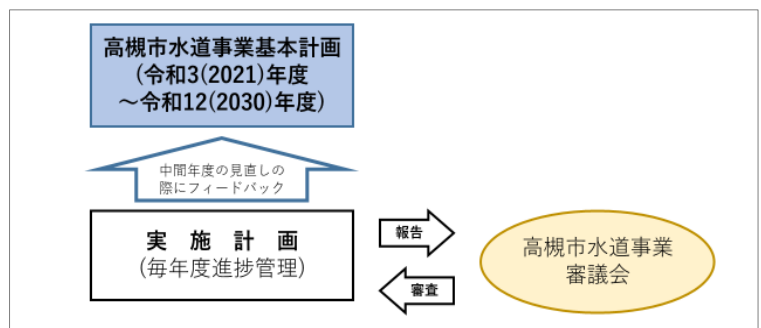 高槻市水道事業基本計画
(令和3(2021)年度
～令和12(2030)年度)
中間年度の見直しの
際にフィードバック
実 施 計 画
(毎年度進捗管理)
報告
審査
高槻市水道事業
審議会